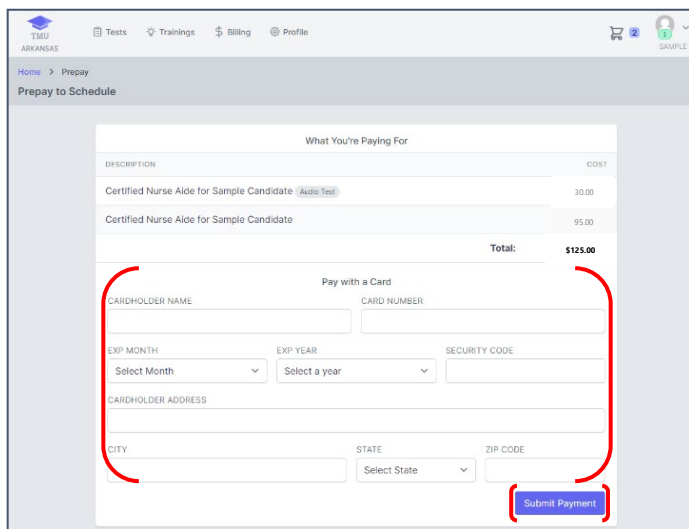 TMU
ARKANSAS
Tests Trainings Billing Profile
2
1
SAMPLE
Home > Prepay
Prepay to Schedule
What You're Paying For
DESCRIPTION COST
Certified Nurse Aide for Sample Candidate Audio Test 30.00
Certified Nurse Aide for Sample Candidate 95.00
Total: $125.00
Pay with a Card
CARDHOLDER NAME CARD NUMBER
EXP MONTH EXP YEAR SECURITY CODE
Select Month Select a year
CARDHOLDER ADDRESS
CITY STATE ZIP CODE
Select State
Submit Payment